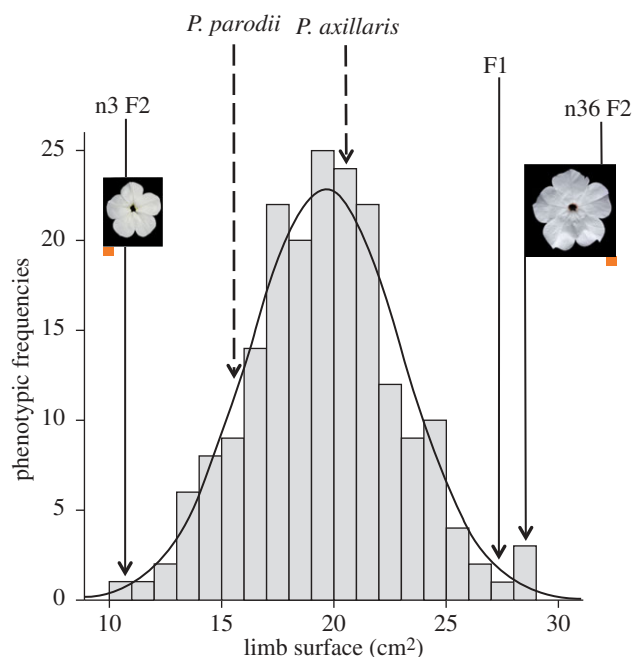 P. parodii P. axillaris
F1
n3 F2
n36 F2
25
20
15
10
5
0
phenotypic frequencies
10 15 20 25 30
limb surface (cm²)